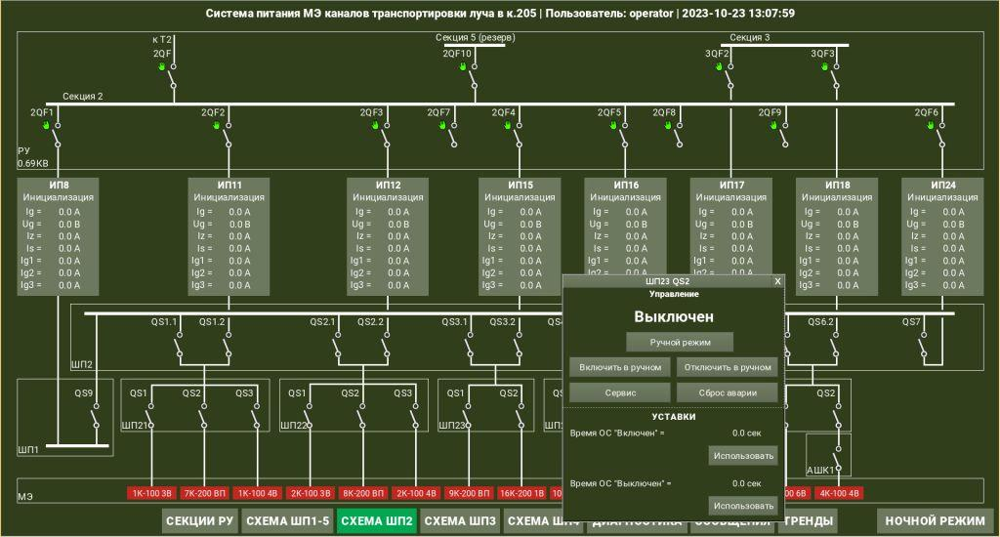 Система питания МЭ каналов транспортировки луча в к.205 | Пользователь: operator | 2023-10-23 13:07:59
к Т2 Секция 5 (резерв) Секция 3
2QF 2QF10 3QF2 3QF3
Секция 2
2QF1 2QF2 2QF3 2QF7 2QF4 2QF5 2QF8 2QF9 2QF6
РУ
0.69КВ
ИП8 ИП11 ИП12 ИП15 ИП16 ИП17 ИП18 ИП24
Инициализация Инициализация Инициализация Инициализация Инициализация Инициализация Инициализация Инициализация
Ig = 0.0 А Ig = 0.0 А Ig = 0.0 А Ig = 0.0 А Ig = 0.0 А Ig = 0.0 А Ig = 0.0 А Ig = 0.0 А
Ug = 0.0 В Ug = 0.0 В Ug = 0.0 В Ug = 0.0 В Ug = 0.0 В Ug = 0.0 В Ug = 0.0 В Ug = 0.0 В
Iz = 0.0 А Iz = 0.0 А Iz = 0.0 А Iz = 0.0 А Iz = 0.0 А Iz = 0.0 А Iz = 0.0 А Iz = 0.0 А
Is = 0.0 А Is = 0.0 А Is = 0.0 А Is = 0.0 А Is = 0.0 А Is = 0.0 А Is = 0.0 А Is = 0.0 А
Ig1 = 0.0 А Ig1 = 0.0 А Ig1 = 0.0 А Ig1 = 0.0 А Ig1 = 0.0 А Ig1 = 0.0 А Ig1 = 0.0 А Ig1 = 0.0 А
Ig2 = 0.0 А Ig2 = 0.0 А Ig2 = 0.0 А Ig2 = 0.0 А Ig2 = 0.0 А Ig2 = 0.0 А Ig2 = 0.0 А Ig2 = 0.0 А
Ig3 = 0.0 А Ig3 = 0.0 А Ig3 = 0.0 А Ig3 = 0.0 А Ig3 = 0.0 А Ig3 = 0.0 А
QS1.1 QS1.2 QS2.1 QS2.2 QS3.1 QS3.2 QS6.2 QS7
ШП2
QS9 QS1 QS2 QS3 QS1 QS2 QS3 QS1 QS2 QS2
ШП21 ШП22 ШП23
ШП1
АШК1
МЭ 1К-100 3В 7К-200 ВП 1К-100 4В 2К-100 3В 8К-200 ВП 2К-100 4В 9К-200 ВП 16К-200 1В 4К-100 4В
ШП23 QS2 X
Управление
Выключен
Ручной режим
Включить в ручном Отключить в ручном
Сервис Сброс аварии
УСТАВКИ
Время ОС "Включен" = 0.0 сек
Использовать
Время ОС "Выключен" = 0.0 сек
Использовать
СЕКЦИИ РУ СХЕМА ШП1-5 СХЕМА ШП2 СХЕМА ШП3 СХЕМА ДИАГНОСТИКА СООБЩЕНИЯ ТРЕНДЫ НОЧНОЙ РЕЖИМ